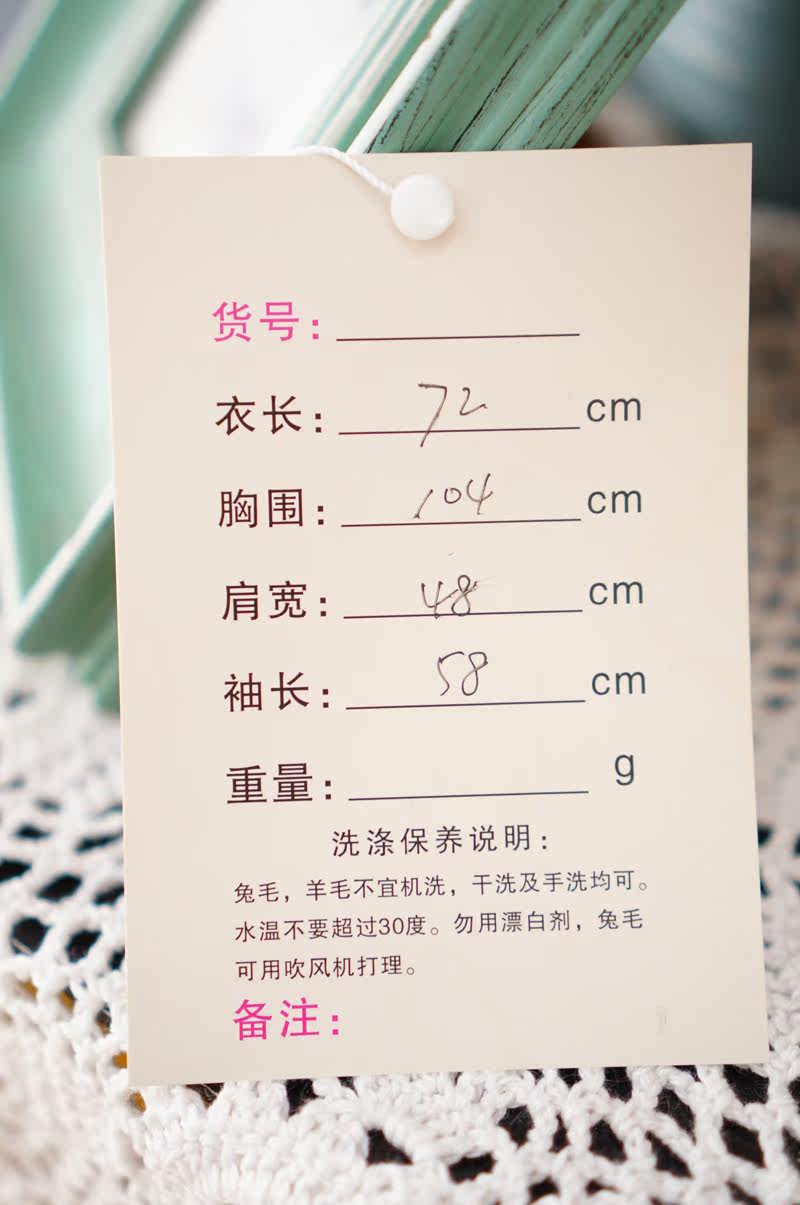 货号：
衣长：72 cm
胸围：104 cm
肩宽：48 cm
袖长：58 cm
重量： g
洗涤保养说明：
兔毛，羊毛不宜机洗，干洗及手洗均可。
水温不要超过30度。勿用漂白剂，兔毛
可用吹风机打理。
备注：